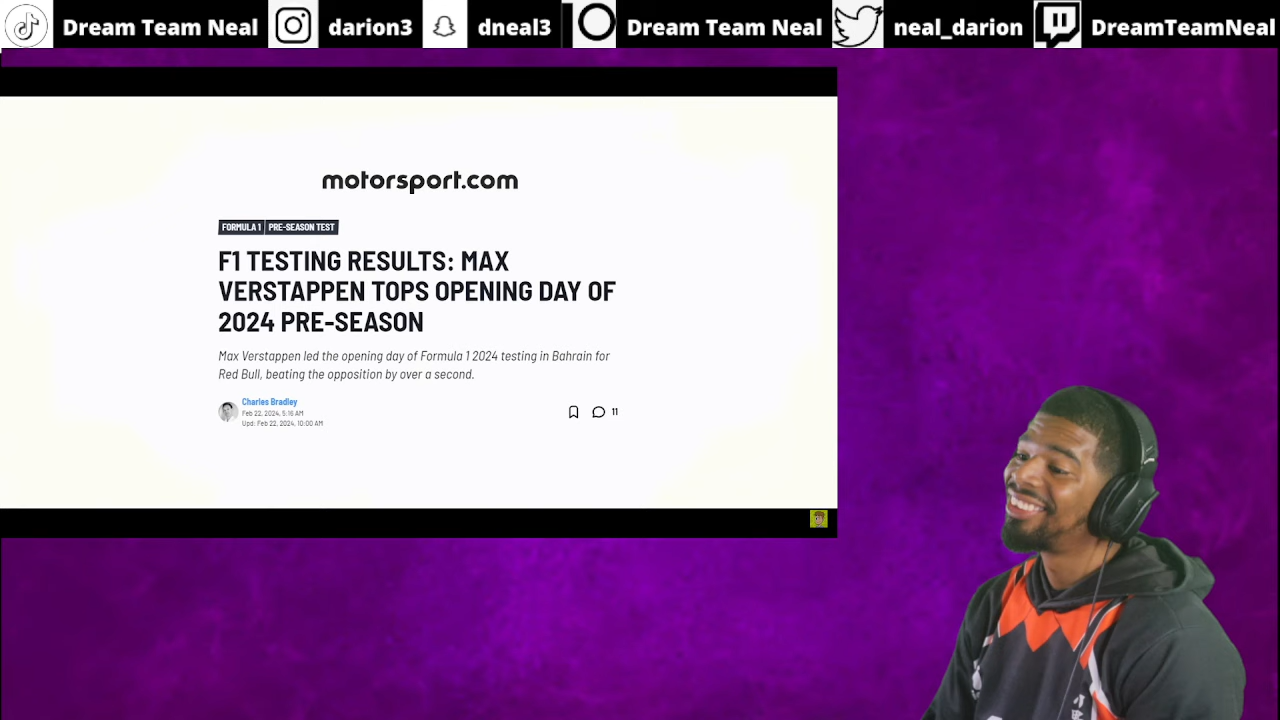 Dream Team Neal darion3 dneal3 Dream Team Neal neal_darion DreamTeamNeal
motorsport.com
FORMULA 1 PRE-SEASON TEST
F1 TESTING RESULTS: MAX
VERSTAPPEN TOPS OPENING DAY OF
2024 PRE-SEASON
Max Verstappen led the opening day of Formula 1 2024 testing in Bahrain for
Red Bull, beating the opposition by over a second.
Charles Bradley
Feb 22, 2024, 5:16 AM
Upd: Feb 22, 2024, 10:00 AM
11